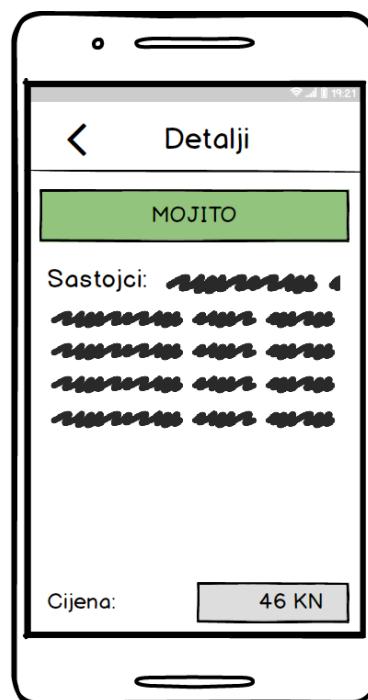 19:21
Detalji
MOJITO
Sastojci:
Cijena:
46 KN